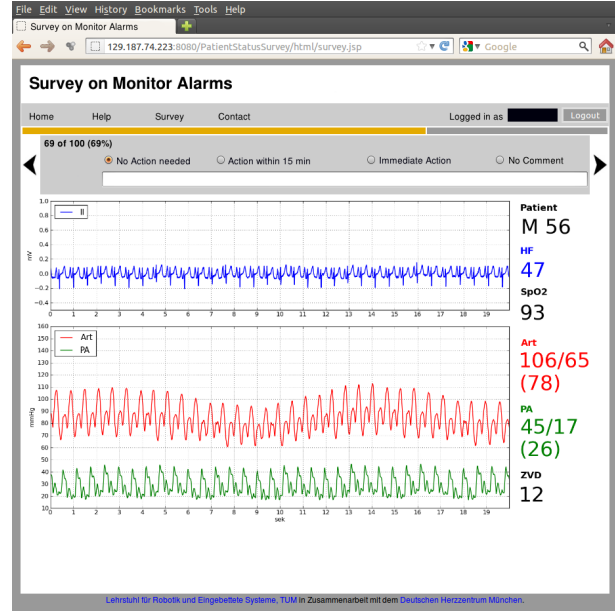 File Edit View History Bookmarks Tools Help
Survey on Monitor Alarms
129.187.74.223:8080/PatientStatusSurvey/html/survey.jsp Google
Survey on Monitor Alarms
Home Help Survey Contact Logged in as Logout
69 of 100 (69%)
No Action needed Action within 15 min Immediate Action No Comment
1.0
0.8
0.6
0.4
0.2
0.0
−0.2
−0.4
mV
II
0 1 2 3 4 5 6 7 8 9 10 11 12 13 14 15 16 17 18 19
160
150
140
130
120
110
100
90
80
70
60
50
40
30
20
10
mmHg
Art
PA
0 1 2 3 4 5 6 7 8 9 10 11 12 13 14 15 16 17 18 19
sek
Patient
M 56
HF
47
SpO2
93
Art
106/65
(78)
PA
45/17
(26)
ZVD
12
Lehrstuhl für Robotik und Eingebettete Systeme, TUM in Zusammenarbeit mit dem Deutschen Herzzentrum München.